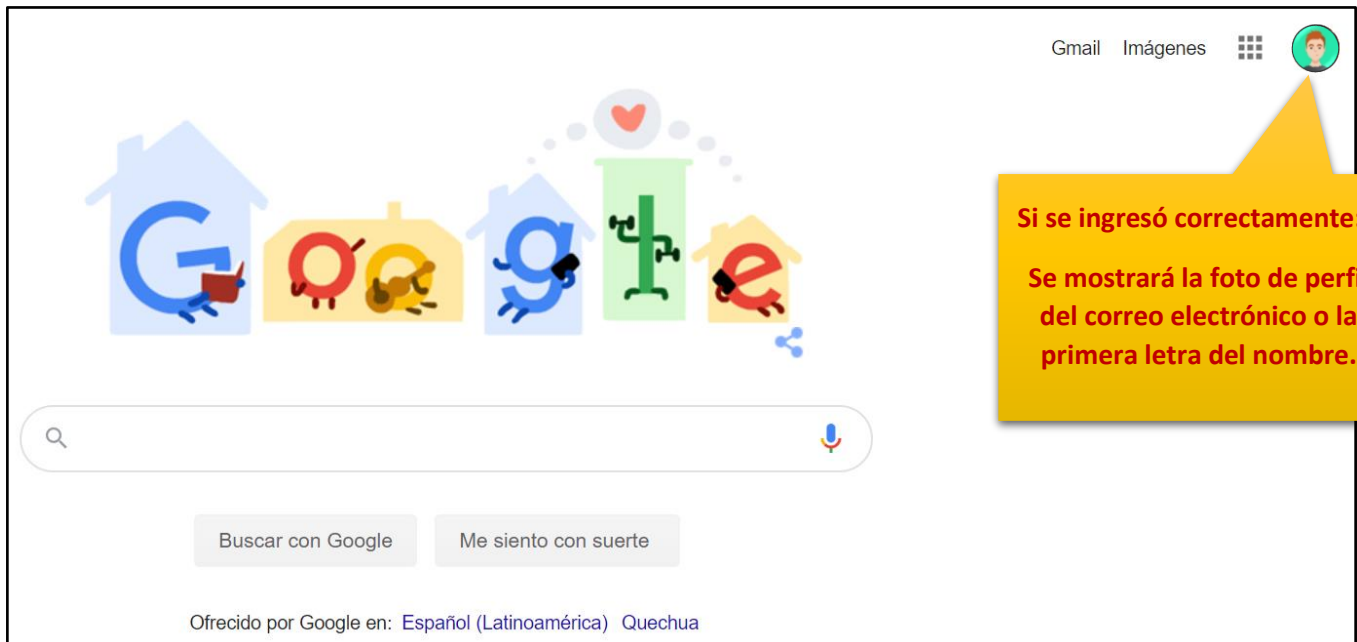 Gmail Imágenes
Google
Si se ingresó correctamente:
Se mostrará la foto de perfi
del correo electrónico o la
primera letra del nombre.
Buscar con Google Me siento con suerte
Ofrecido por Google en: Español (Latinoamérica) Quechua